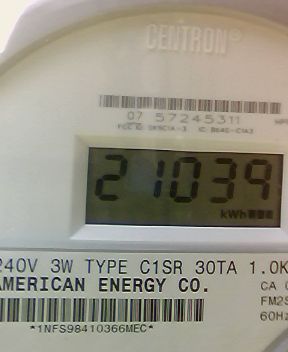 CENTRON®
07 57245311
21039
kWh
240V 3W TYPE C1SR 30TA 1.0K
AMERICAN ENERGY CO.
CA
FM2S
60Hz
*1NFS98410366MEC*